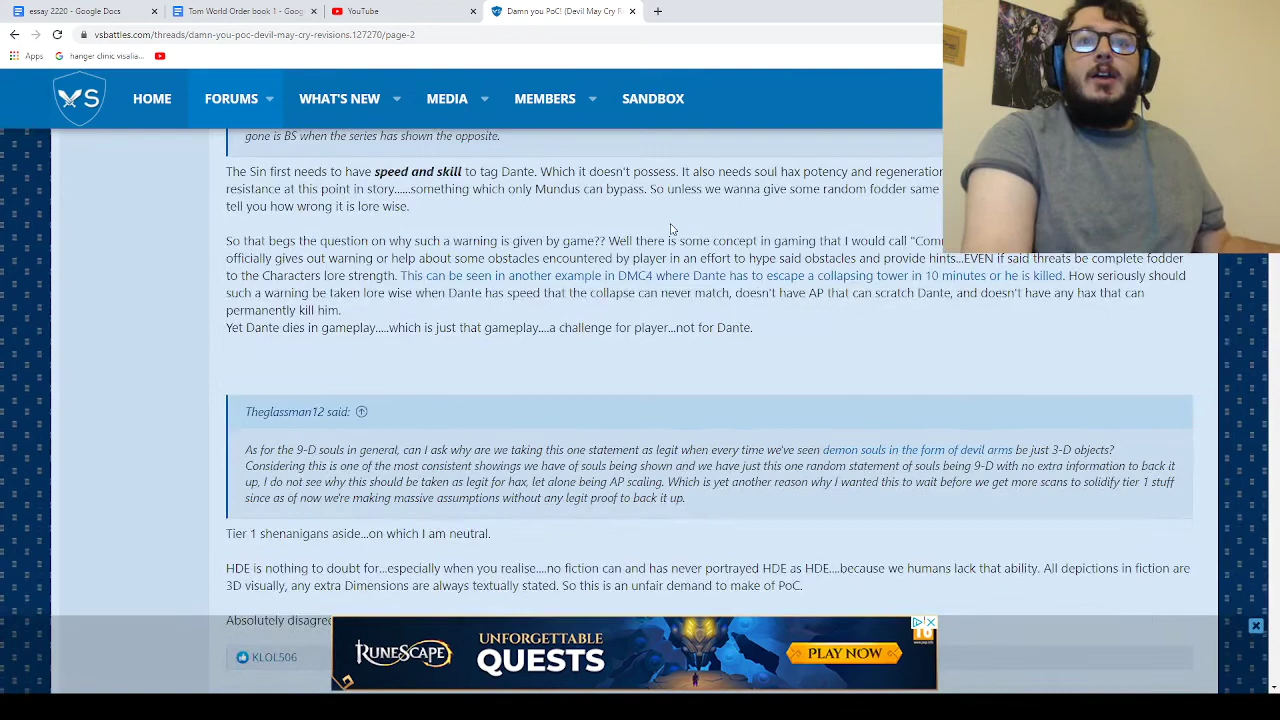 essay 2220 - Google Docs
Tom World Order book 1 - Goog
YouTube
Damn you PoC! (Devil May Cry R
vsbattles.com/threads/damn-you-poc-devil-may-cry-revisions.127270/page-2
Apps
hanger clinic visalia...
HOME
FORUMS
WHAT'S NEW
MEDIA
MEMBERS
SANDBOX
gone is BS when the series has shown the opposite.
The Sin first needs to have speed and skill to tag Dante. Which it doesn't possess. It also needs soul hax potency and regeneration
resistance at this point in story......something which only Mundus can bypass. So unless you gonna give some random fodder same
tell you how wrong it is lore wise.
So that begs the question on why such a warning is given by game?? Well there is some concept in gaming that I would call "Com
officially gives out warning or help about some obstacles encountered by player in an effort to hype said obstacles and provide hints...EVEN if said threats be complete fodder
to the Characters lore strength. This can be seen in another example in DMC4 where Dante has to escape a collapsing tower in 10 minutes or he is killed. How seriously should
such a warning be taken lore wise when Dante has speed that the collapse can never match, doesn't have AP that can scratch Dante, and doesn't have any hax that can
permanently kill him.
Yet Dante dies in gameplay.....which is just that gameplay...a challenge for player...not for Dante.
Theglassman12 said:
As for the 9-D souls in general, can I ask why are we taking this one statement as legit when every time we've seen demon souls in the form of devil arms be just 3-D objects?
Considering this is one of the most consistent showings we have of souls being shown and we have just this one random statement of souls being 9-D with no extra information to back it
up, I do not see why this should be taken as legit for hax, let alone being AP scaling. Which is yet another reason why I wanted this to wait before we get more scans to solidify tier 1 stuff
since as of now we're making massive assumptions without any legit proof to back it up.
Tier 1 shenanigans aside...on which I am neutral.
HDE is nothing to doubt for...especially when you realise....no fiction can and has never portrayed HDE as HDE....because we humans lack that ability. All depictions in fiction are
3D visually, any extra Dimensions are always textually stated so this is an unfair demand/take of PoC.
Absolutely disagree
KLOL506
RUNESCAPE
UNFORGETTABLE
QUESTS
PLAY NOW